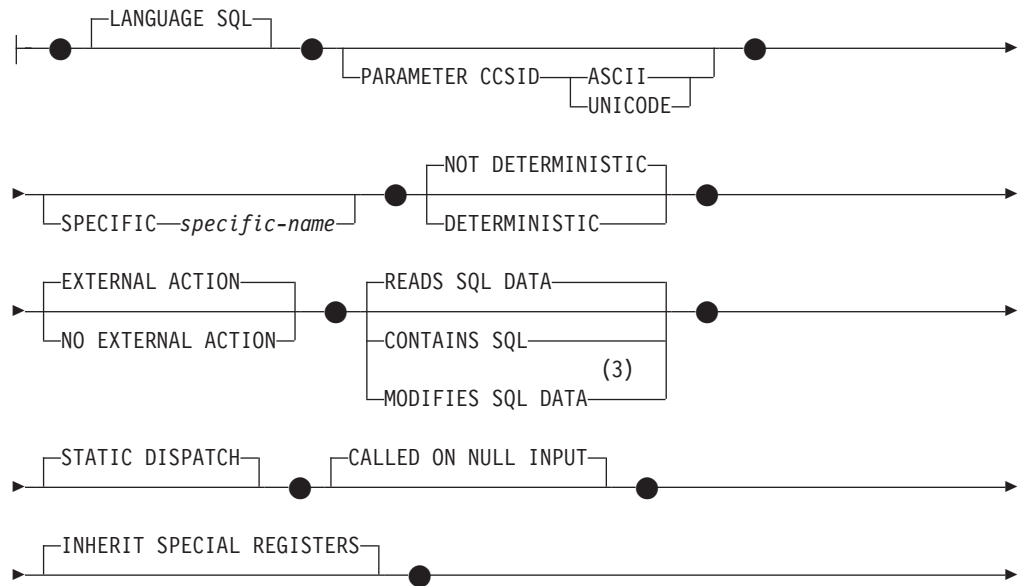 LANGUAGE SQL
PARAMETER CCSID ASCII
UNICODE
SPECIFIC specific-name
NOT DETERMINISTIC
DETERMINISTIC
EXTERNAL ACTION
NO EXTERNAL ACTION
READS SQL DATA
CONTAINS SQL
(3)
MODIFIES SQL DATA
STATIC DISPATCH
CALLED ON NULL INPUT
INHERIT SPECIAL REGISTERS